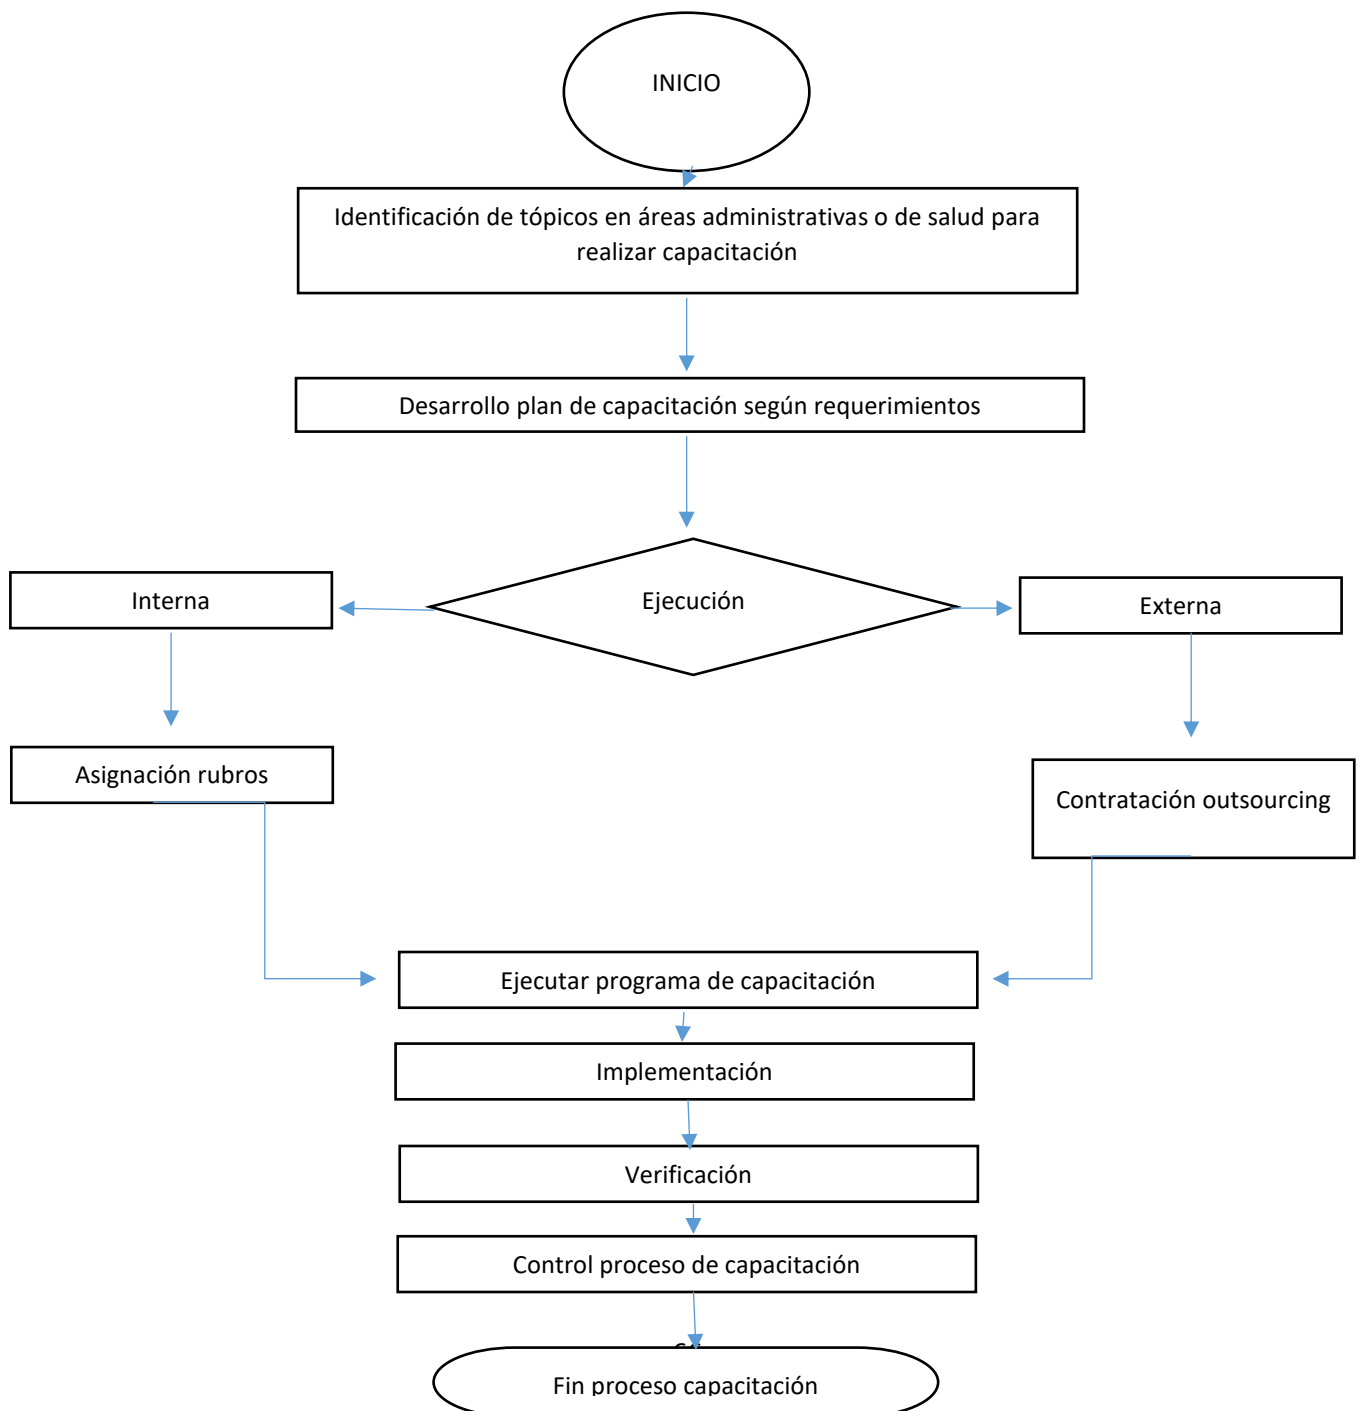 INICIO
Identificación de tópicos en áreas administrativas o de salud para
realizar capacitación
Desarrollo plan de capacitación según requerimientos
Ejecución
Interna
Externa
Asignación rubros
Contratación outsourcing
Ejecutar programa de capacitación
Implementación
Verificación
Control proceso de capacitación
Fin proceso capacitación